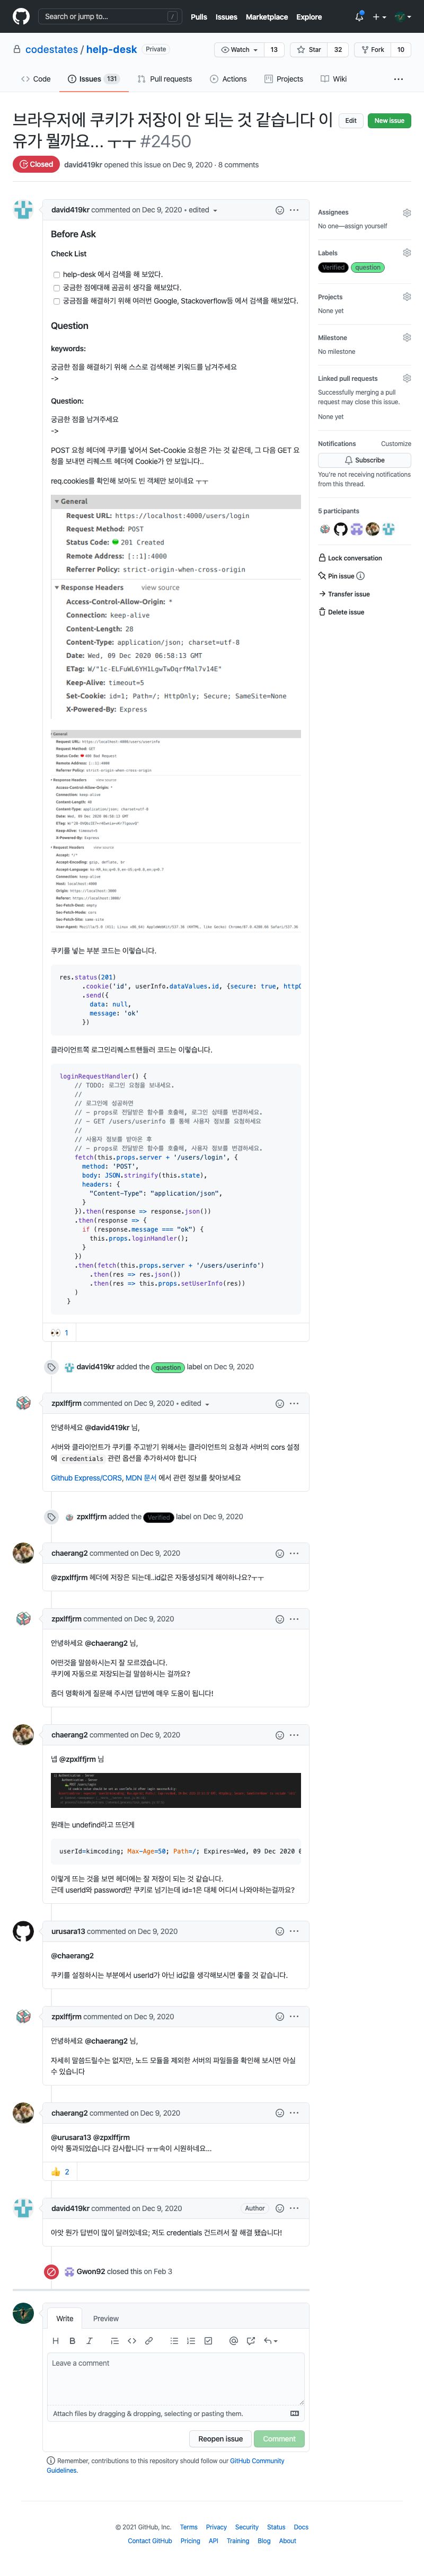 Search or jump to...
/
Pulls Issues Marketplace Explore
codestates / help-desk Private
Watch 13 Star 32 Fork 10
Code Issues 131 Pull requests Actions Projects Wiki
브라우저에 쿠키가 저장이 안 되는 것 같습니다 이
유가 뭘까요... ㅜㅜ #2450
Edit New issue
Closed david419kr opened this issue on Dec 9, 2020 · 8 comments
david419kr commented on Dec 9, 2020 • edited
Before Ask
Check List
help-desk 에서 검색을 해 보았다.
궁금한 점에대해 곰곰히 생각을 해보았다.
궁금점을 해결하기 위해 여러번 Google, Stackoverflow등 에서 검색을 해보았다.
Question
keywords:
궁금한 점을 해결하기 위해 스스로 검색해본 키워드를 남겨주세요
->
Question:
궁금한 점을 남겨주세요
->
POST 요청 헤더에 쿠키를 넣어서 Set-Cookie 요청은 가는 것 같은데, 그 다음 GET 요
청을 보내면 리퀘스트 헤더에 Cookie가 안 보입니다..
req.cookies를 확인해 보아도 빈 객체만 보이네요 ㅜㅜ
General
Request URL: https://localhost:4000/users/login
Request Method: POST
Status Code: 201 Created
Remote Address: [::1]:4000
Referrer Policy: strict-origin-when-cross-origin
Response Headers view source
Access-Control-Allow-Origin: *
Connection: keep-alive
Content-Length: 28
Content-Type: application/json; charset=utf-8
Date: Wed, 09 Dec 2020 06:58:13 GMT
ETag: W/"1c-ELFuWL6YH1LgwTwDqrfMal7v14E"
Keep-Alive: timeout=5
Set-Cookie: id=1; Path=/; HttpOnly; Secure; SameSite=None
X-Powered-By: Express
General
Request URL: https://localhost:4000/users/userinfo
Request Method: GET
Status Code: 400 Bad Request
Remote Address: [::1]:4000
Referrer Policy: strict-origin-when-cross-origin
Response Headers view source
Access-Control-Allow-Origin: *
Connection: keep-alive
Content-Length: 40
Content-Type: application/json; charset=utf-8
Date: Wed, 09 Dec 2020 06:58:13 GMT
Keep-Alive: timeout=5
X-Powered-By: Express
Request Headers view source
Accept: */*
Accept-Encoding: gzip, deflate, br
Connection: keep-alive
Host: localhost:4000
Origin: https://localhost:3000
Referer: https://localhost:3000/
Sec-Fetch-Dest: empty
Sec-Fetch-Mode: cors
Sec-Fetch-Site: same-site
쿠키를 넣는 부분 코드는 이렇습니다.
res.status(201)
.cookie('id', userInfo.dataValues.id, {secure: true, httpO
.send({
data: null,
message: 'ok'
})
클라이언트쪽 로그인리퀘스트핸들러 코드는 이렇습니다.
loginRequestHandler() {
// TODO: 로그인 요청을 보내세요.
//
// 로그인에 성공하면
// - props로 전달받은 함수를 호출해, 로그인 상태를 변경하세요.
// - GET /users/userinfo 를 통해 사용자 정보를 요청하세요
//
// 사용자 정보를 받아온 후
// - props로 전달받은 함수를 호출해, 사용자 정보를 변경하세요.
fetch(this.props.server + '/users/login', {
method: 'POST',
body: JSON.stringify(this.state),
headers: {
"Content-Type": "application/json",
}
}).then(response => response.json())
.then(response => {
if (response.message === "ok") {
this.props.loginHandler();
}
})
.then(fetch(this.props.server + '/users/userinfo')
.then(res => res.json())
.then(res => this.props.setUserInfo(res))
)
}
👀 1
david419kr added the question label on Dec 9, 2020
zpxlffjrm commented on Dec 9, 2020 • edited
안녕하세요 @david419kr 님,
서버와 클라이언트가 쿠키를 주고받기 위해서는 클라이언트의 요청과 서버의 cors 설정
에 credentials 관련 옵션을 추가하셔야 합니다
Github Express/CORS, MDN 문서 에서 관련 정보를 찾아보세요
zpxlffjrm added the Verified label on Dec 9, 2020
chaerang2 commented on Dec 9, 2020
@zpxlffjrm 헤더에 저장은 되는데..id값은 자동생성되게 해야하나요?ㅜㅜ
zpxlffjrm commented on Dec 9, 2020
안녕하세요 @chaerang2 님,
어떤것을 말씀하시는지 잘 모르겠습니다.
쿠키에 자동으로 저장되는걸 말씀하시는 걸까요?
좀더 명확하게 질문해 주시면 답변에 매우 도움이 됩니다!
chaerang2 commented on Dec 9, 2020
넵 @zpxlffjrm 님
원래는 undefind라고 뜨던게
userId=kimcoding; Max-Age=50; Path=/; Expires=Wed, 09 Dec 2020 0
이렇게 뜨는 것을 보면 헤더에는 잘 저장이 되는 것 같습니다.
근데 userId와 password만 쿠키로 넘기는데 id=1은 대체 어디서 나와야하는걸까요?
urusara13 commented on Dec 9, 2020
@chaerang2
쿠키를 설정하시는 부분에서 userId가 아닌 id값을 생각해보시면 좋을 것 같습니다.
zpxlffjrm commented on Dec 9, 2020
안녕하세요 @chaerang2 님,
자세히 말씀드릴수는 없지만, 노드 모듈을 제외한 서버의 파일들을 확인해 보시면 아실
수 있습니다
chaerang2 commented on Dec 9, 2020
@urusara13 @zpxlffjrm
아악 통과되었습니다 감사합니다 ㅠㅠ속이 시원하네요...
👍 2
david419kr commented on Dec 9, 2020 Author
아앗 뭔가 답변이 많이 달려있네요; 저도 credentials 건드려서 잘 해결 됐습니다!
Gwon92 closed this on Feb 3
Write Preview
Leave a comment
Attach files by dragging & dropping, selecting or pasting them.
Reopen issue Comment
Remember, contributions to this repository should follow our GitHub Community
Guidelines.
Assignees
No one—assign yourself
Labels
Verified question
Projects
None yet
Milestone
No milestone
Linked pull requests
Successfully merging a pull
request may close this issue.
None yet
Notifications Customize
Subscribe
You're not receiving notifications
from this thread.
5 participants
Lock conversation
Pin issue
Transfer issue
Delete issue
© 2021 GitHub, Inc. Terms Privacy Security Status Docs
Contact GitHub Pricing API Training Blog About